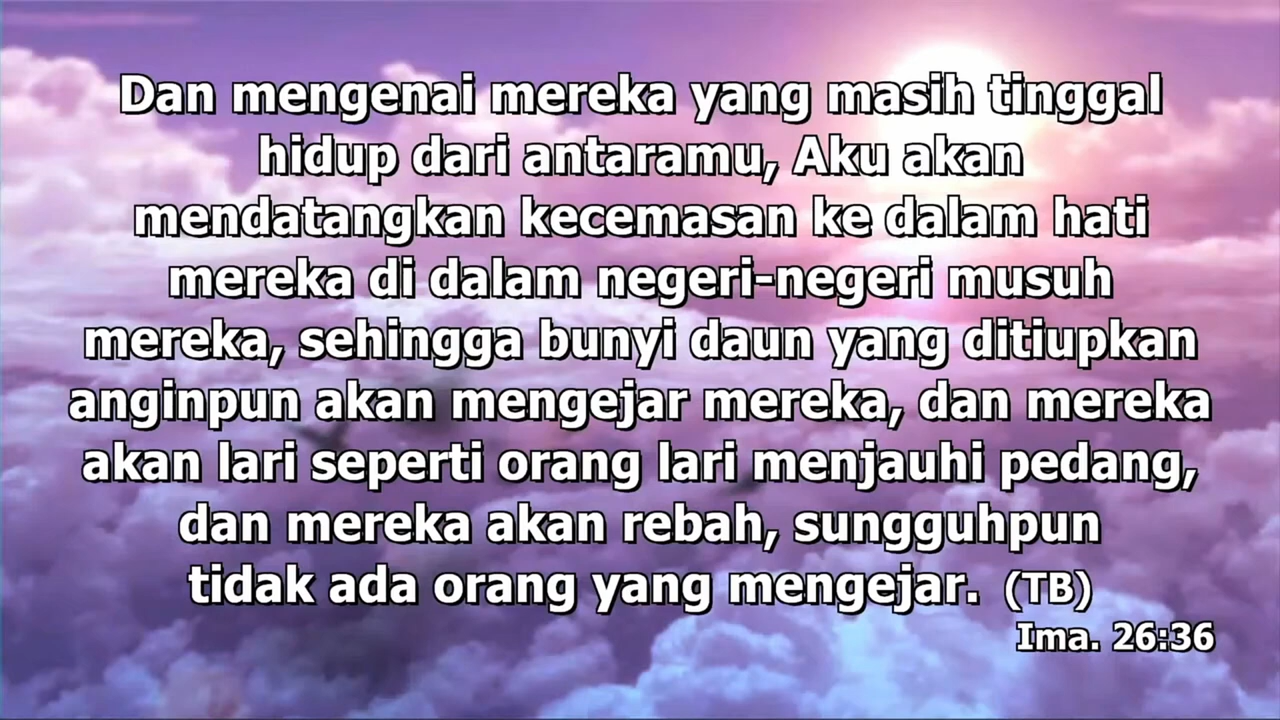 Dan mengenai mereka yang masih tinggal
hidup dari antaramu, Aku akan
mendatangkan kecemasan ke dalam hati
mereka di dalam negeri-negeri musuh
mereka, sehingga bunyi daun yang ditiupkan
anginpun akan mengejar mereka, dan mereka
akan lari seperti orang lari menjauhi pedang,
dan mereka akan rebah, sungguhpun
tidak ada orang yang mengejar. (TB)
Ima. 26:36